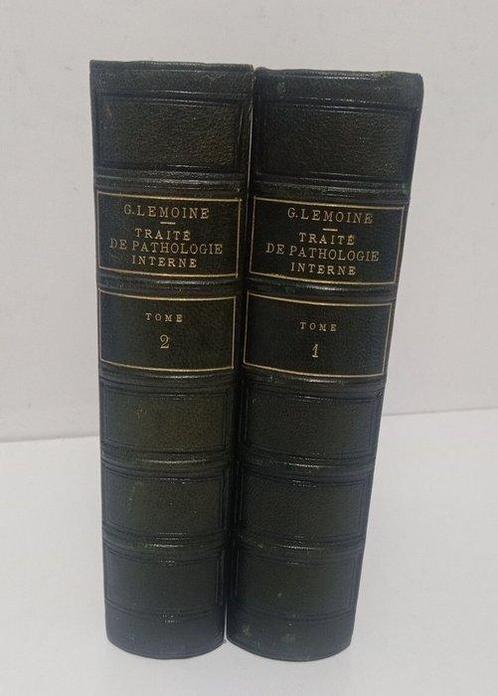 G. LEMOINE
TRAITÉ
DE PATHOLOGIE
INTERNE
TOME
2
G. LEMOINE
TRAITÉ
DE PATHOLOGIE
INTERNE
TOME
1